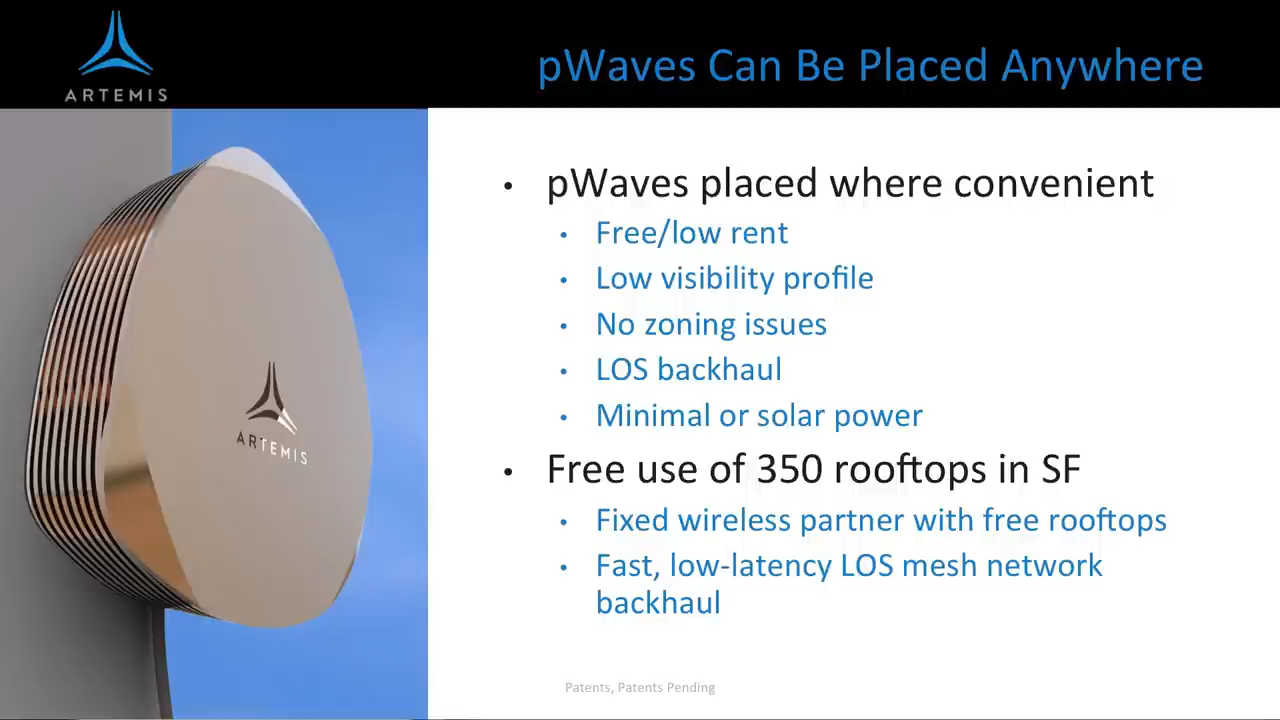 ARTEMIS
pWaves Can Be Placed Anywhere
ARTEMIS
• pWaves placed where convenient
• Free/low rent
• Low visibility profile
• No zoning issues
• LOS backhaul
• Minimal or solar power
• Free use of 350 rooftops in SF
• Fixed wireless partner with free rooftops
• Fast, low-latency LOS mesh network
backhaul
Patents, Patents Pending